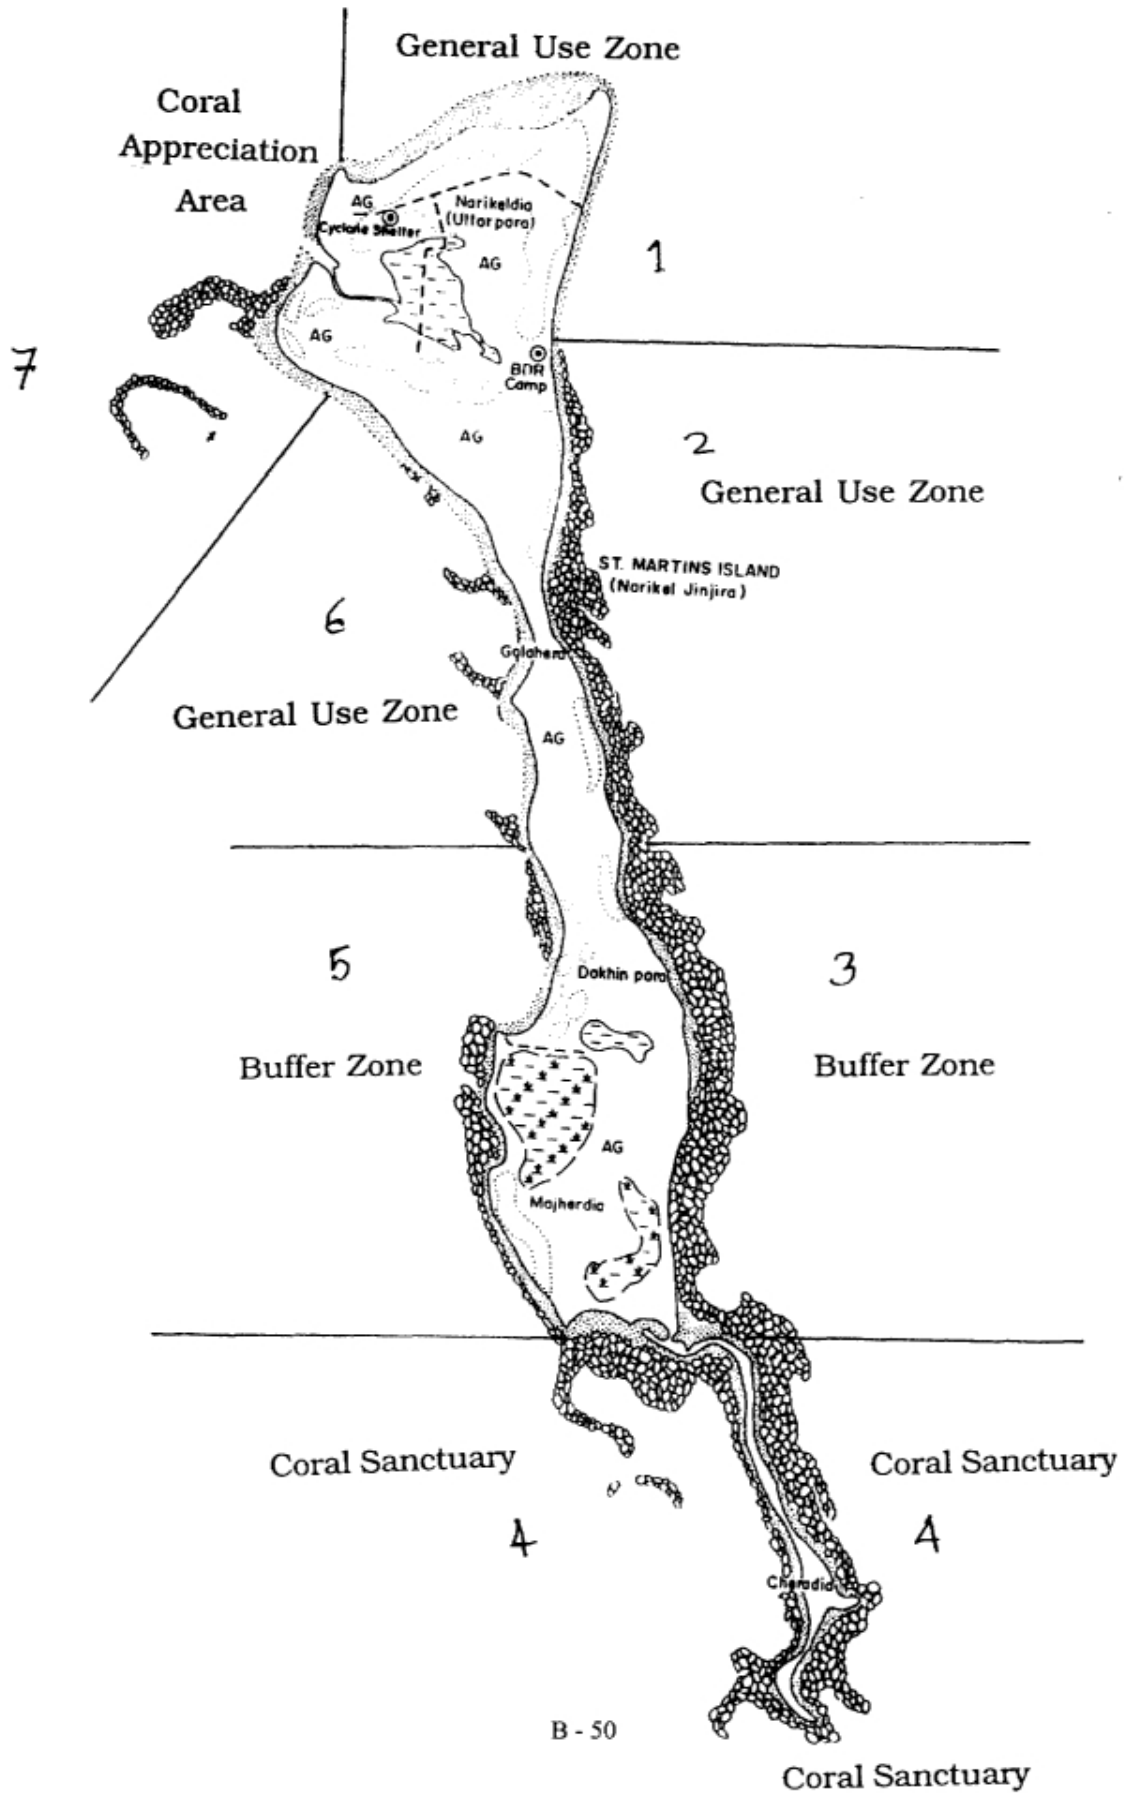 General Use Zone
Coral
Appreciation
Area
AG
Narikeldia
(Uttarpara)
Cyclone Shelter
AG
1
AG
7
BDR
Camp
AG
2
General Use Zone
ST. MARTINS ISLAND
(Narikel Jinjira)
6
Golahera
General Use Zone
AG
5
Dakhin para
3
Buffer Zone
Buffer Zone
AG
Majherdia
Coral Sanctuary
Coral Sanctuary
4
4
Cheradia
B - 50
Coral Sanctuary